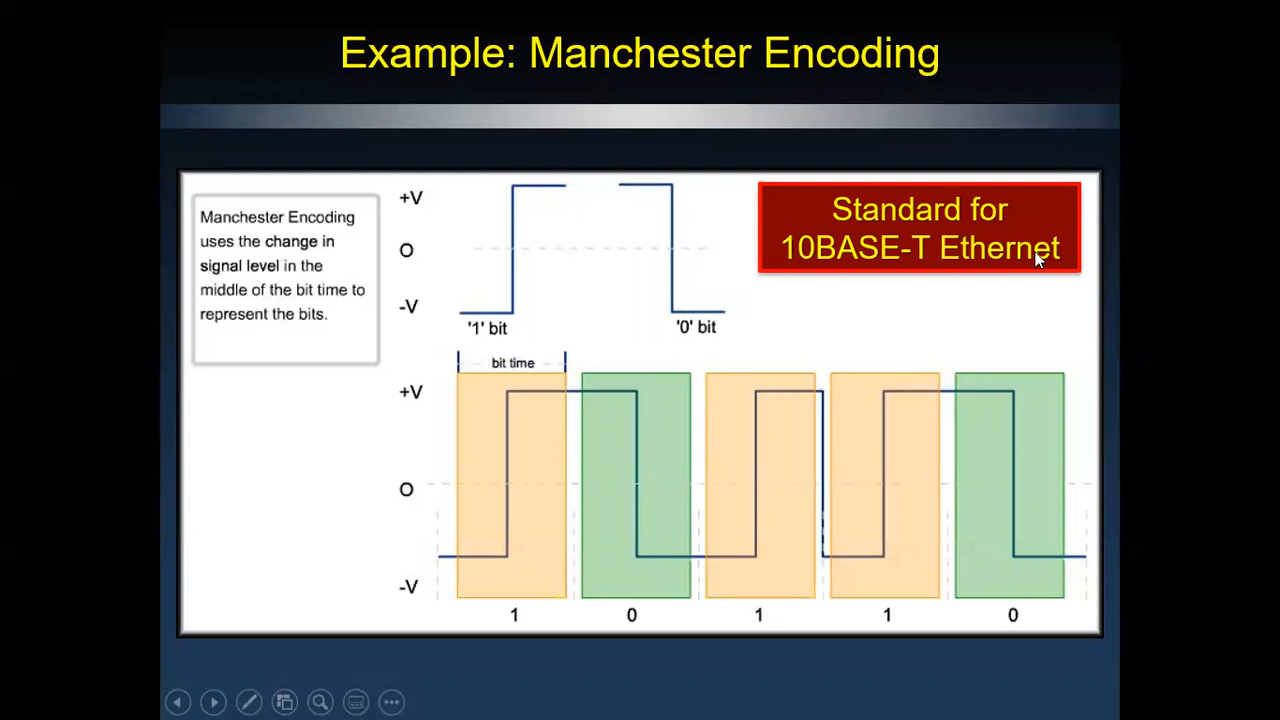 Example: Manchester Encoding
Manchester Encoding
uses the change in
signal level in the
middle of the bit time to
represent the bits.
+V
O
-V
'1' bit
'0' bit
Standard for
10BASE-T Ethernet
bit time
+V
O
-V
1 0 1 1 0